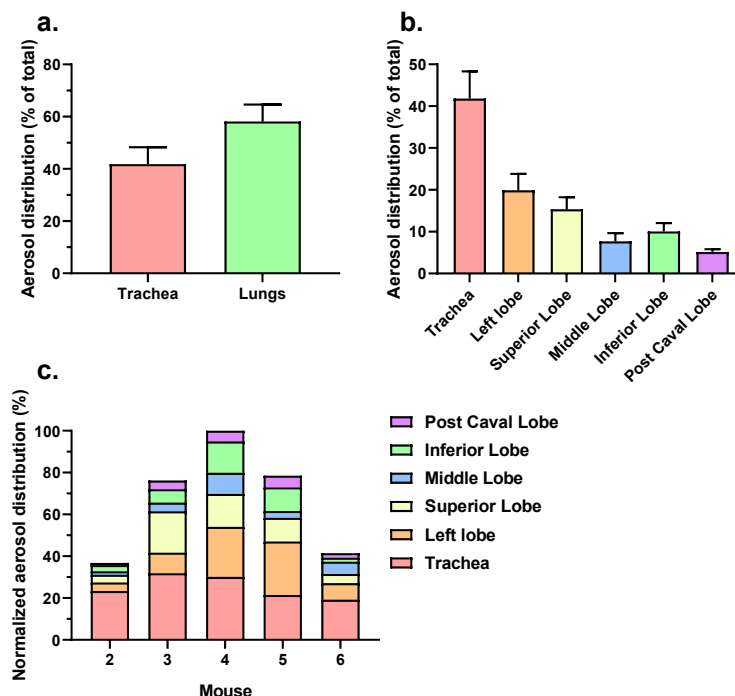 a.
Aerosol distribution (% of total)
80
60
40
20
0
Trachea
Lungs
b.
Aerosol distribution (% of total)
50
40
30
20
10
0
Trachea
Left lobe
Superior Lobe
Middle Lobe
Inferior Lobe
Post Caval Lobe
c.
Normalized aerosol distribution (%)
100
80
60
40
20
0
2
3
4
5
6
Mouse
Post Caval Lobe
Inferior Lobe
Middle Lobe
Superior Lobe
Left lobe
Trachea